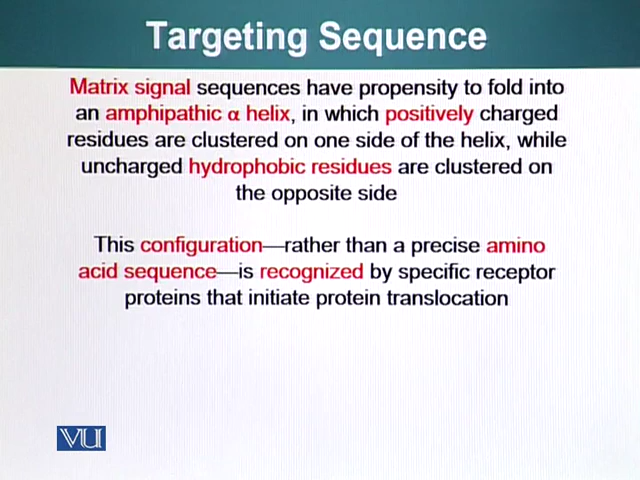 Targeting Sequence
Matrix signal sequences have propensity to fold into
an amphipathic α helix, in which positively charged
residues are clustered on one side of the helix, while
uncharged hydrophobic residues are clustered on
the opposite side
This configuration—rather than a precise amino
acid sequence—is recognized by specific receptor
proteins that initiate protein translocation
VU